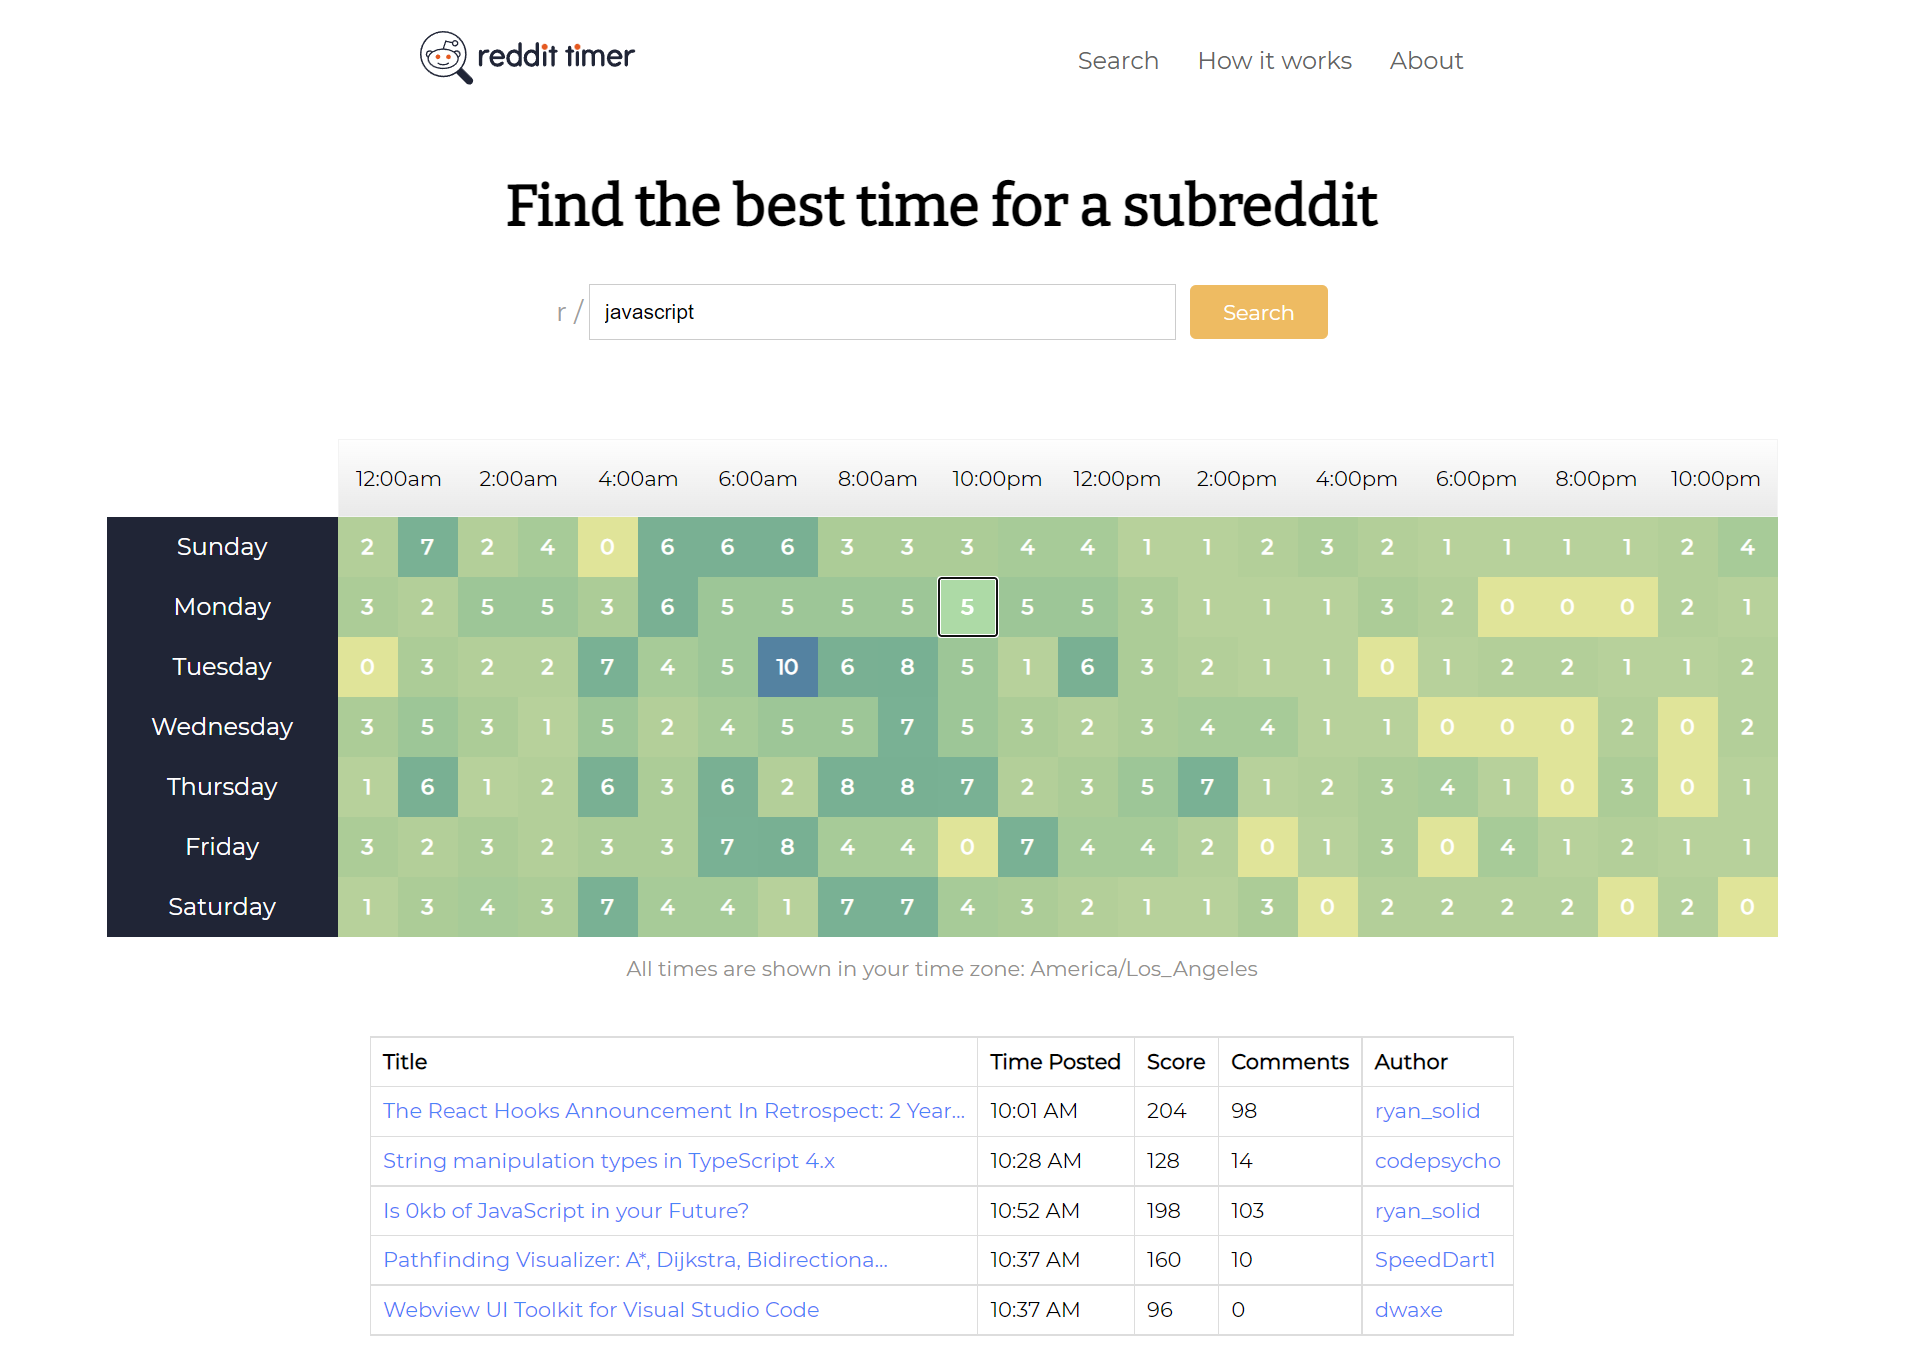 reddit timer
Search How it works About
Find the best time for a subreddit
r / javascript Search
12:00am 2:00am 4:00am 6:00am 8:00am 10:00pm 12:00pm 2:00pm 4:00pm 6:00pm 8:00pm 10:00pm
Sunday 2 7 2 4 0 6 6 6 3 3 3 4 4 1 1 2 3 2 1 1 1 1 2 4
Monday 3 2 5 5 3 6 5 5 5 5 5 5 5 3 1 1 1 3 2 0 0 0 2 1
Tuesday 0 3 2 2 7 4 5 10 6 8 5 1 6 3 2 1 1 0 1 2 2 1 1 2
Wednesday 3 5 3 1 5 2 4 5 5 7 5 3 2 3 4 4 1 1 0 0 0 2 0 2
Thursday 1 6 1 2 6 3 6 2 8 8 7 2 3 5 7 1 2 3 4 1 0 3 0 1
Friday 3 2 3 2 3 3 7 8 4 4 0 7 4 4 2 0 1 3 0 4 1 2 1 1
Saturday 1 3 4 3 7 4 4 1 7 7 4 3 2 1 1 3 0 2 2 2 2 0 2 0
All times are shown in your time zone: America/Los_Angeles
Title Time Posted Score Comments Author
The React Hooks Announcement In Retrospect: 2 Year... 10:01 AM 204 98 ryan_solid
String manipulation types in TypeScript 4.x 10:28 AM 128 14 codepsycho
Is 0kb of JavaScript in your Future? 10:52 AM 198 103 ryan_solid
Pathfinding Visualizer: A*, Dijkstra, Bidirectiona... 10:37 AM 160 10 SpeedDart1
Webview UI Toolkit for Visual Studio Code 10:37 AM 96 0 dwaxe